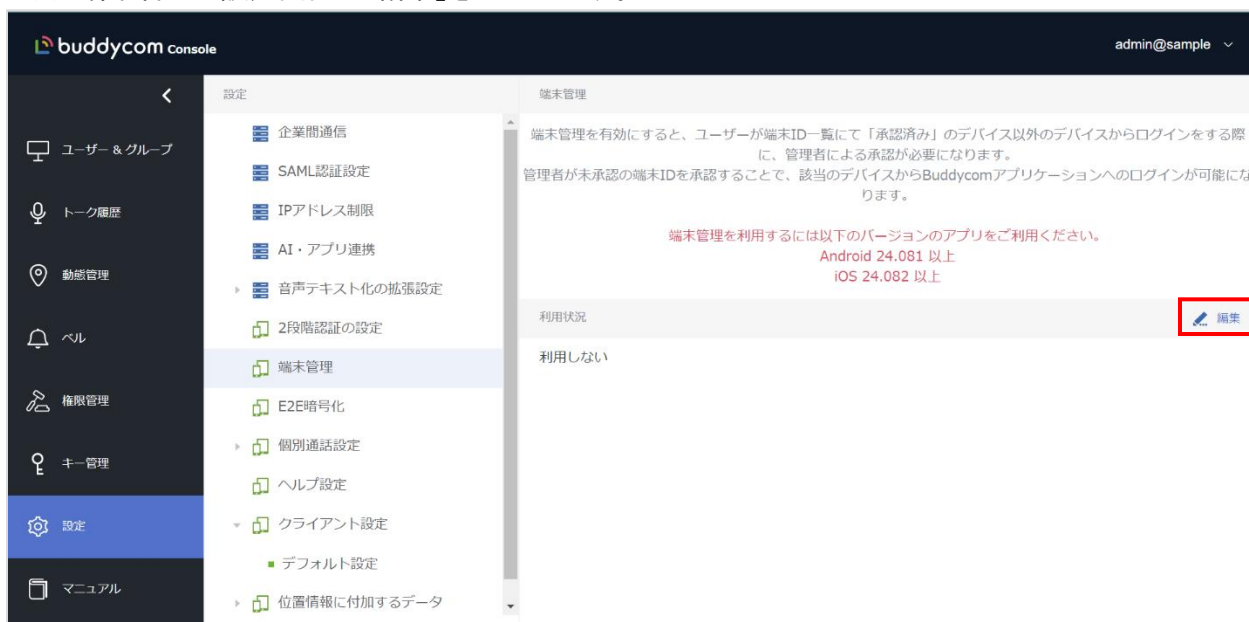 buddycom Console
admin@sample
設定
端末管理
ユーザー & グループ
トーク履歴
動態管理
ベル
権限管理
キー管理
設定
マニュアル
企業間通信
SAML認証設定
IPアドレス制限
AI・アプリ連携
音声テキスト化の拡張設定
2段階認証の設定
端末管理
E2E暗号化
個別通話設定
ヘルプ設定
クライアント設定
デフォルト設定
位置情報に付加するデータ
端末管理を有効にすると、ユーザーが端末ID一覧にて「承認済み」のデバイス以外のデバイスからログインをする際
に、管理者による承認が必要になります。
管理者が未承認の端末IDを承認することで、該当のデバイスからBuddycomアプリケーションへのログインが可能にな
ります。
端末管理を利用するには以下のバージョンのアプリをご利用ください。
Android 24.081 以上
iOS 24.082 以上
利用状況
編集
利用しない